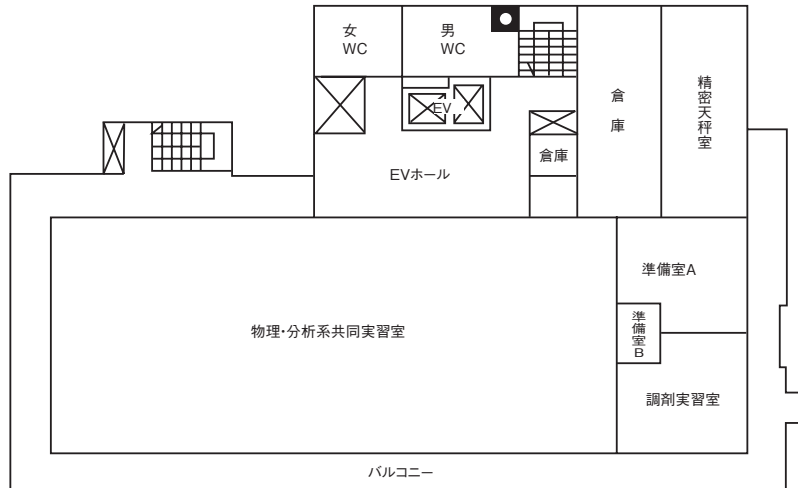 女
WC
男
WC
EV
倉庫
精密天秤室
倉庫
EVホール
準備室A
物理・分析系共同実習室
準備室B
調剤実習室
バルコニー